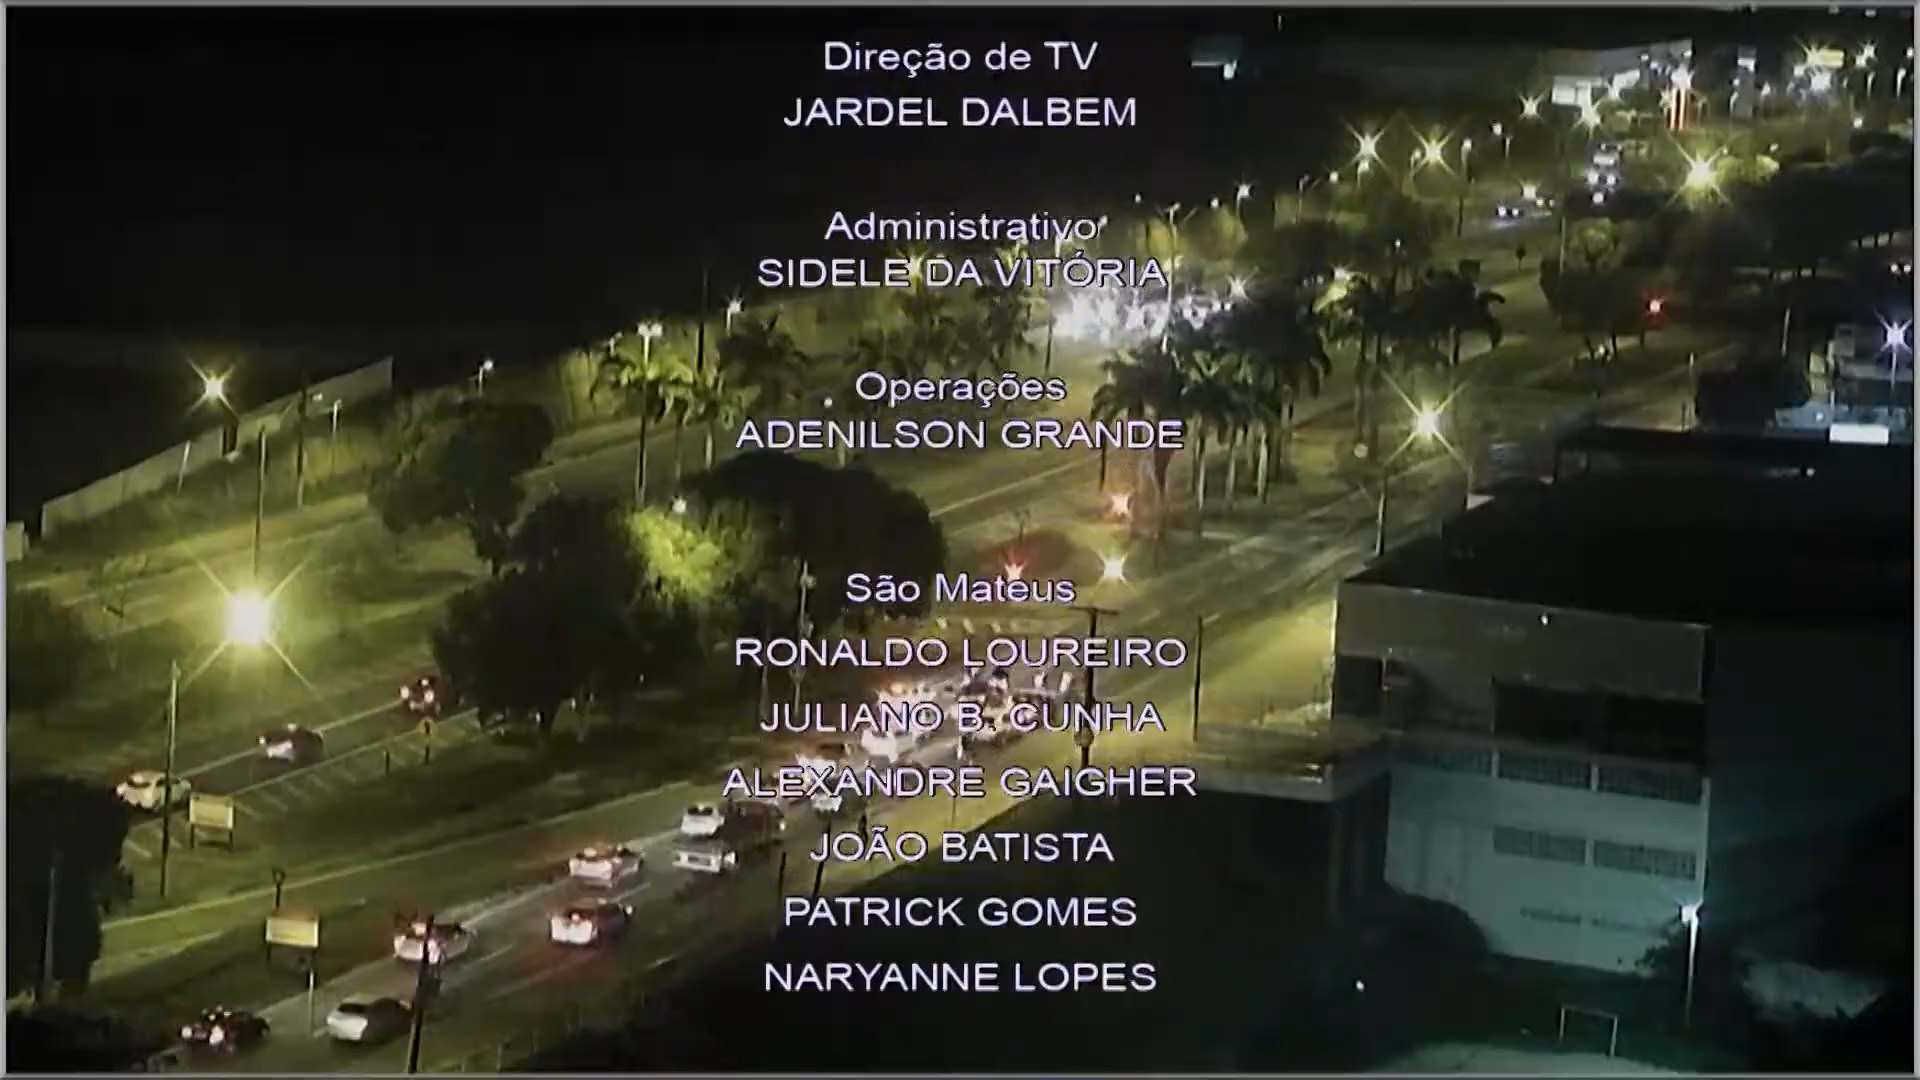 Direção de TV
JARDEL DALBEM
Administrativo
SIDELE DA VITÓRIA
Operações
ADENILSON GRANDE
São Mateus
RONALDO LOUREIRO
JULIANO B. CUNHA
ALEXANDRE GAIGHER
JOÃO BATISTA
PATRICK GOMES
NARYANNE LOPES